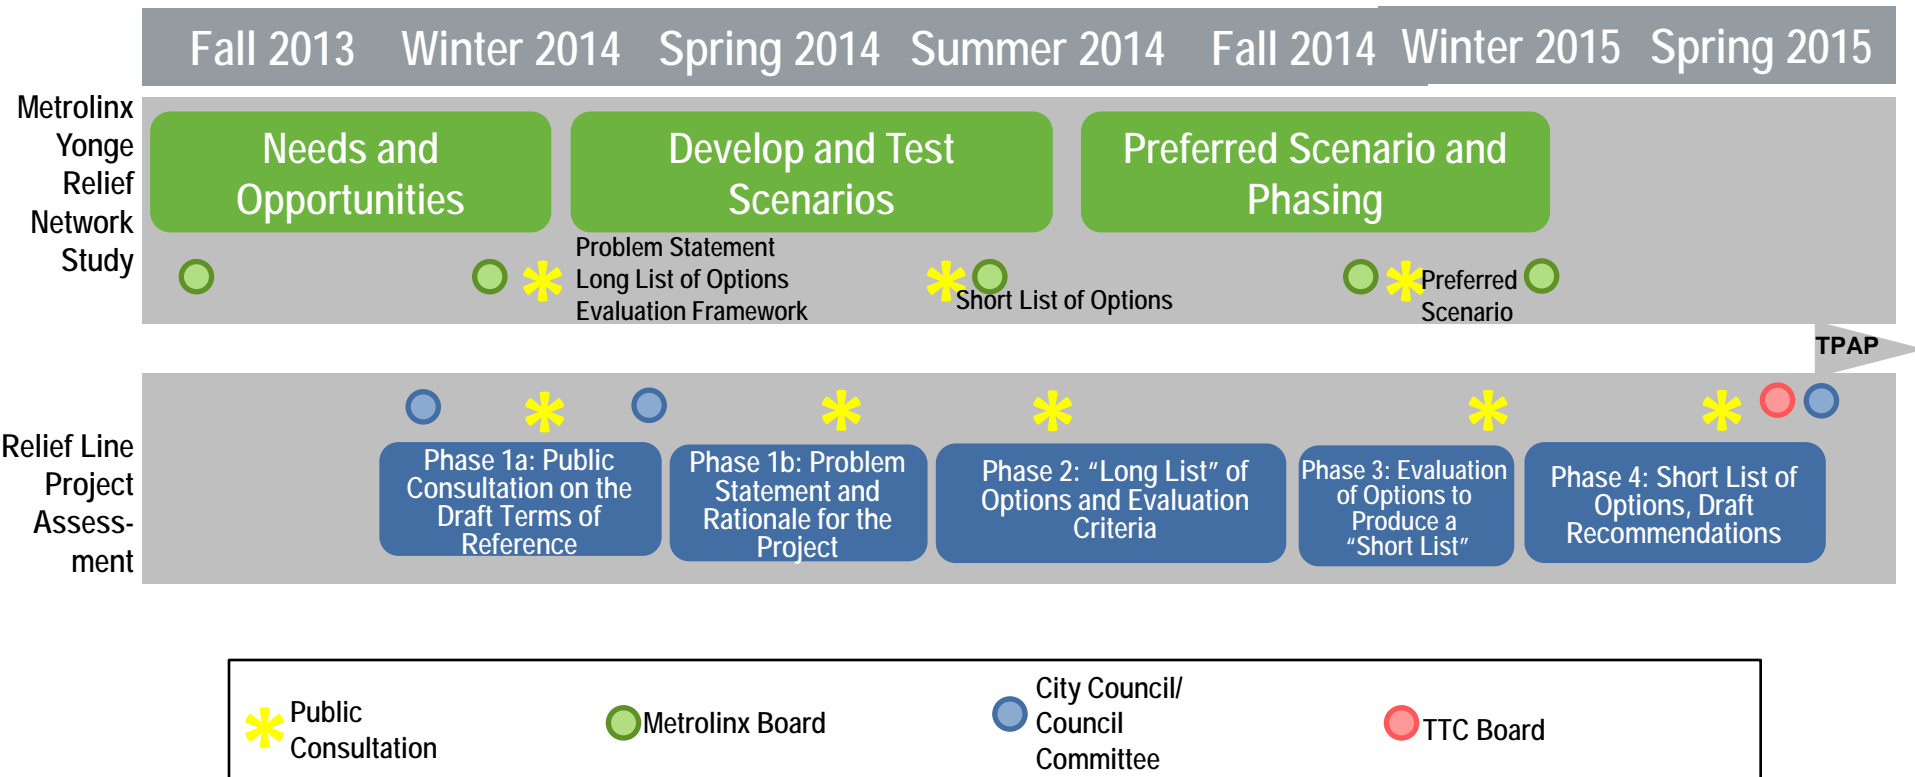 Fall 2013 Winter 2014 Spring 2014 Summer 2014 Fall 2014 Winter 2015 Spring 2015
Metrolinx
Yonge
Relief
Network
Study
Needs and
Opportunities
Develop and Test
Scenarios
Preferred Scenario and
Phasing
Problem Statement
Long List of Options
Evaluation Framework
Short List of Options
Preferred
Scenario
TPAP
Relief Line
Project
Assess-
ment
Phase 1a: Public
Consultation on the
Draft Terms of
Reference
Phase 1b: Problem
Statement and
Rationale for the
Project
Phase 2: “Long List” of
Options and Evaluation
Criteria
Phase 3: Evaluation
of Options to
Produce a
“Short List”
Phase 4: Short List of
Options, Draft
Recommendations
Public
Consultation
Metrolinx Board
City Council/
Council
Committee
TTC Board